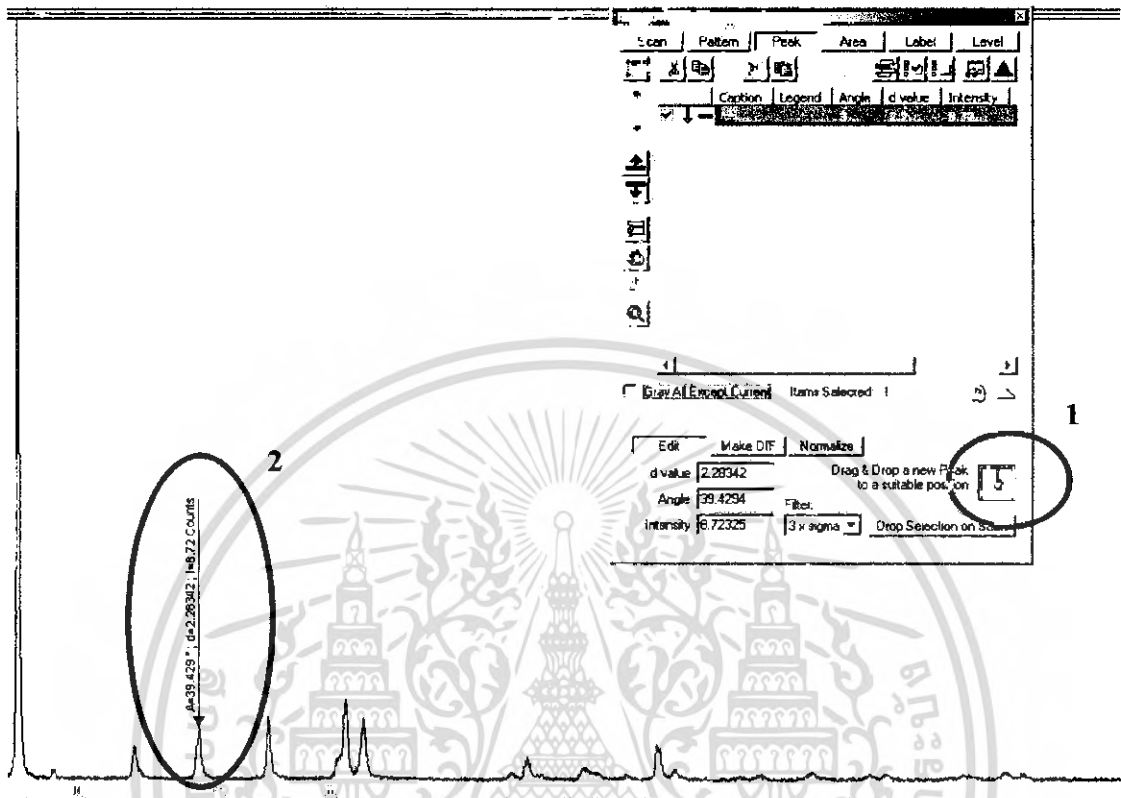 Scan Pattern Peak Area Label Level
Caption Legend Angle d value Intensity
Gray All Except Current Items Selected: 1
1
Edit Make DIF Normalize
2
d value 2.28342 Drag & Drop a new Peak
to a suitable position
Angle 39.4294 Filter:
Intensity 8.72325 3 x sigma Drop Selection on
A=39.429 °; d=2.28342; I=8.72 Counts